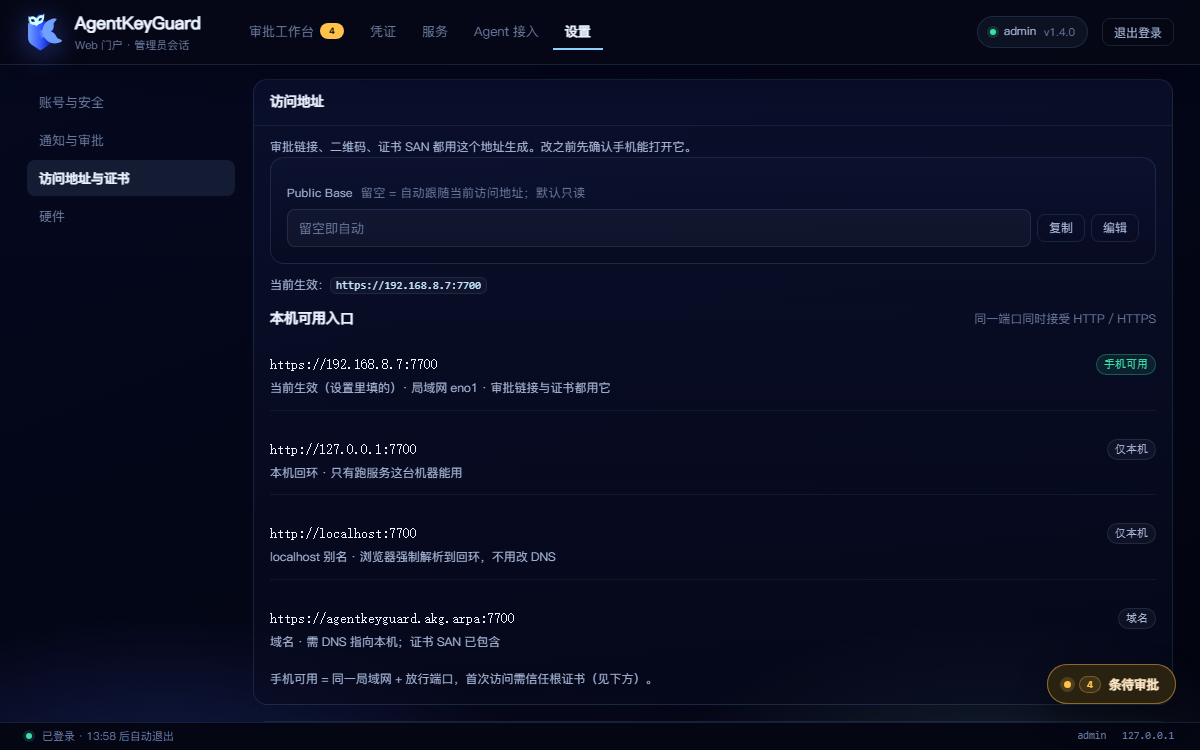 AgentKeyGuard
Web 门户 · 管理员会话
审批工作台 4 凭证 服务 Agent 接入 设置
admin v1.4.0 退出登录
账号与安全
通知与审批
访问地址与证书
硬件
访问地址
审批链接、二维码、证书 SAN 都用这个地址生成。改之前先确认手机能打开它。
Public Base 留空 = 自动跟随当前访问地址；默认只读
留空即自动 复制 编辑
当前生效： https://192.168.8.7:7700
本机可用入口 同一端口同时接受 HTTP / HTTPS
https://192.168.8.7:7700 手机可用
当前生效（设置里填的）· 局域网 eno1 · 审批链接与证书都用它
http://127.0.0.1:7700 仅本机
本机回环 · 只有跑服务这台机器能用
http://localhost:7700 仅本机
localhost 别名 · 浏览器强制解析到回环，不用改 DNS
https://agentkeyguard.akg.arpa:7700 域名
域名 · 需 DNS 指向本机；证书 SAN 已包含
手机可用 = 同一局域网 + 放行端口，首次访问需信任根证书（见下方）。
4 条待审批
已登录 · 13:58 后自动退出 admin 127.0.0.1